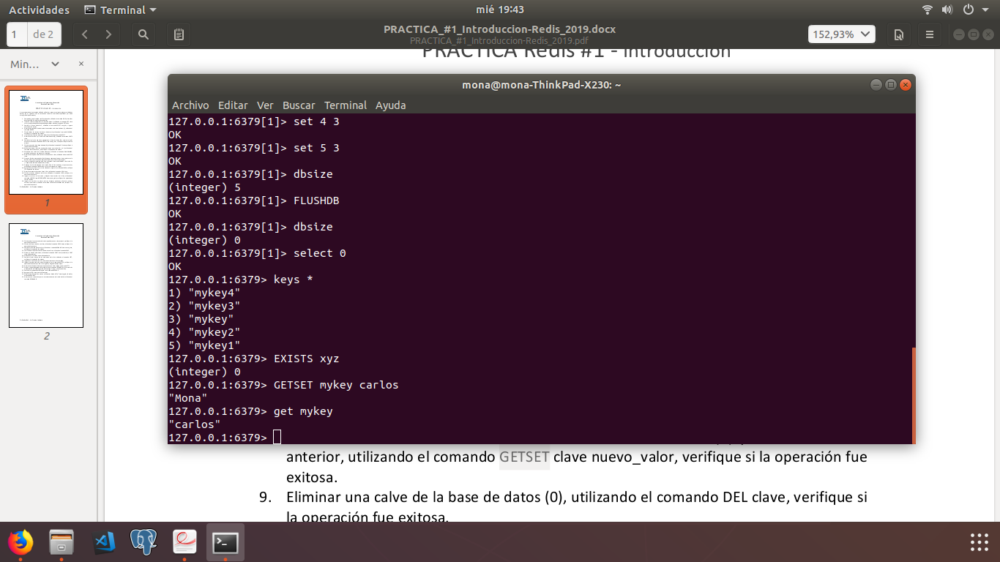 Actividades Terminal mié 19:43
1 de 2 PRACTICA_#1_Introduccion-Redis_2019.docx 152,93%
PRACTICA_#1_Introduccion-Redis_2019.pdf
Min...
PRACTICA Redis #1 - Introducción
mona@mona-ThinkPad-X230: ~
Archivo Editar Ver Buscar Terminal Ayuda
127.0.0.1:6379[1]> set 4 3
OK
127.0.0.1:6379[1]> set 5 3
OK
127.0.0.1:6379[1]> dbsize
(integer) 5
127.0.0.1:6379[1]> FLUSHDB
OK
127.0.0.1:6379[1]> dbsize
(integer) 0
127.0.0.1:6379[1]> select 0
OK
127.0.0.1:6379> keys *
1) "mykey4"
2) "mykey3"
3) "mykey"
4) "mykey2"
5) "mykey1"
127.0.0.1:6379> EXISTS xyz
(integer) 0
127.0.0.1:6379> GETSET mykey carlos
"Mona"
127.0.0.1:6379> get mykey
"carlos"
127.0.0.1:6379>
anterior, utilizando el comando GETSET clave nuevo_valor, verifique si la operación fue
exitosa.
9. Eliminar una calve de la base de datos (0), utilizando el comando DEL clave, verifique si
la operación fue exitosa.
1
2